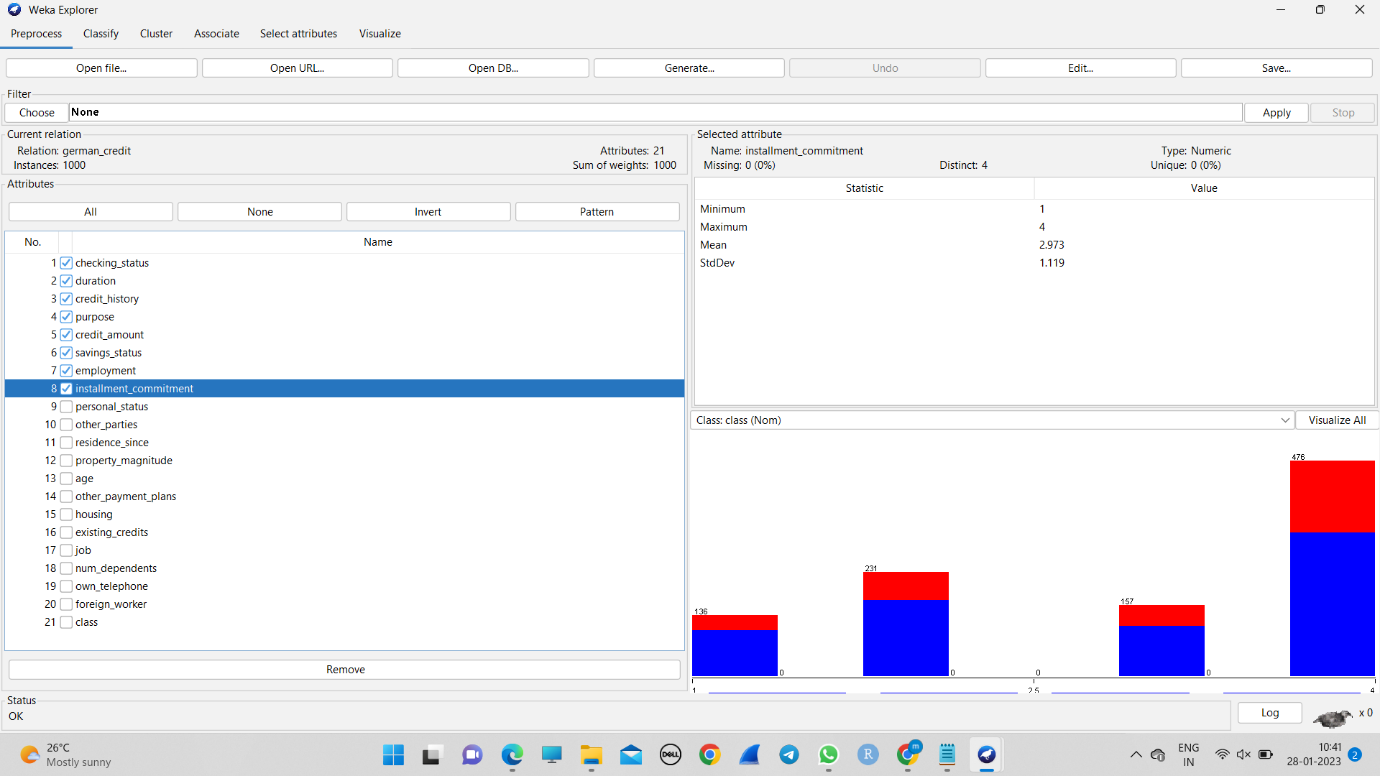 Weka Explorer
Preprocess Classify Cluster Associate Select attributes Visualize
Open file... Open URL... Open DB... Generate... Undo Edit... Save...
Filter
Choose None Apply Stop
Current relation
Relation: german_credit Attributes: 21
Instances: 1000 Sum of weights: 1000
Attributes
All None Invert Pattern
No. Name
1 checking_status
2 duration
3 credit_history
4 purpose
5 credit_amount
6 savings_status
7 employment
8 installment_commitment
9 personal_status
10 other_parties
11 residence_since
12 property_magnitude
13 age
14 other_payment_plans
15 housing
16 existing_credits
17 job
18 num_dependents
19 own_telephone
20 foreign_worker
21 class
Remove
Selected attribute
Name: installment_commitment Type: Numeric
Missing: 0 (0%) Distinct: 4 Unique: 0 (0%)
Statistic Value
Minimum 1
Maximum 4
Mean 2.973
StdDev 1.119
Class: class (Nom) Visualize All
476
231
157
136
0 0 0 0
1 2.5 4
Status
OK
Log x 0
26°C
Mostly sunny
DELL
R
m
ENG
IN
10:41
28-01-2023
2